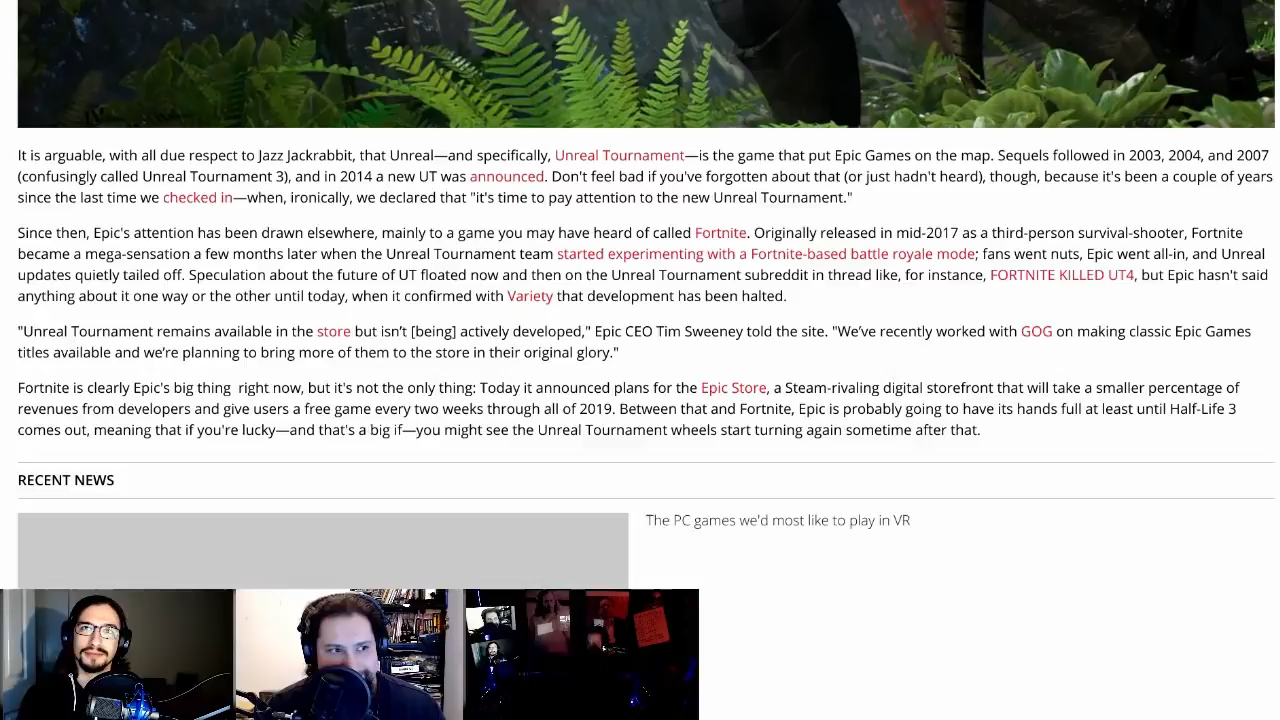 It is arguable, with all due respect to Jazz Jackrabbit, that Unreal—and specifically, Unreal Tournament—is the game that put Epic Games on the map. Sequels followed in 2003, 2004, and 2007
(confusingly called Unreal Tournament 3), and in 2014 a new UT was announced. Don't feel bad if you've forgotten about that (or just hadn't heard), though, because it's been a couple of years
since the last time we checked in—when, ironically, we declared that "it's time to pay attention to the new Unreal Tournament."
Since then, Epic's attention has been drawn elsewhere, mainly to a game you may have heard of called Fortnite. Originally released in mid-2017 as a third-person survival-shooter, Fortnite
became a mega-sensation a few months later when the Unreal Tournament team started experimenting with a Fortnite-based battle royale mode; fans went nuts, Epic went all-in, and Unreal
updates quietly tailed off. Speculation about the future of UT floated now and then on the Unreal Tournament subreddit in thread like, for instance, FORTNITE KILLED UT4, but Epic hasn't said
anything about it one way or the other until today, when it confirmed with Variety that development has been halted.
"Unreal Tournament remains available in the store but isn’t [being] actively developed," Epic CEO Tim Sweeney told the site. "We’ve recently worked with GOG on making classic Epic Games
titles available and we’re planning to bring more of them to the store in their original glory."
Fortnite is clearly Epic's big thing  right now, but it's not the only thing: Today it announced plans for the Epic Store, a Steam-rivaling digital storefront that will take a smaller percentage of
revenues from developers and give users a free game every two weeks through all of 2019. Between that and Fortnite, Epic is probably going to have its hands full at least until Half-Life 3
comes out, meaning that if you're lucky—and that's a big if—you might see the Unreal Tournament wheels start turning again sometime after that.
RECENT NEWS
The PC games we'd most like to play in VR